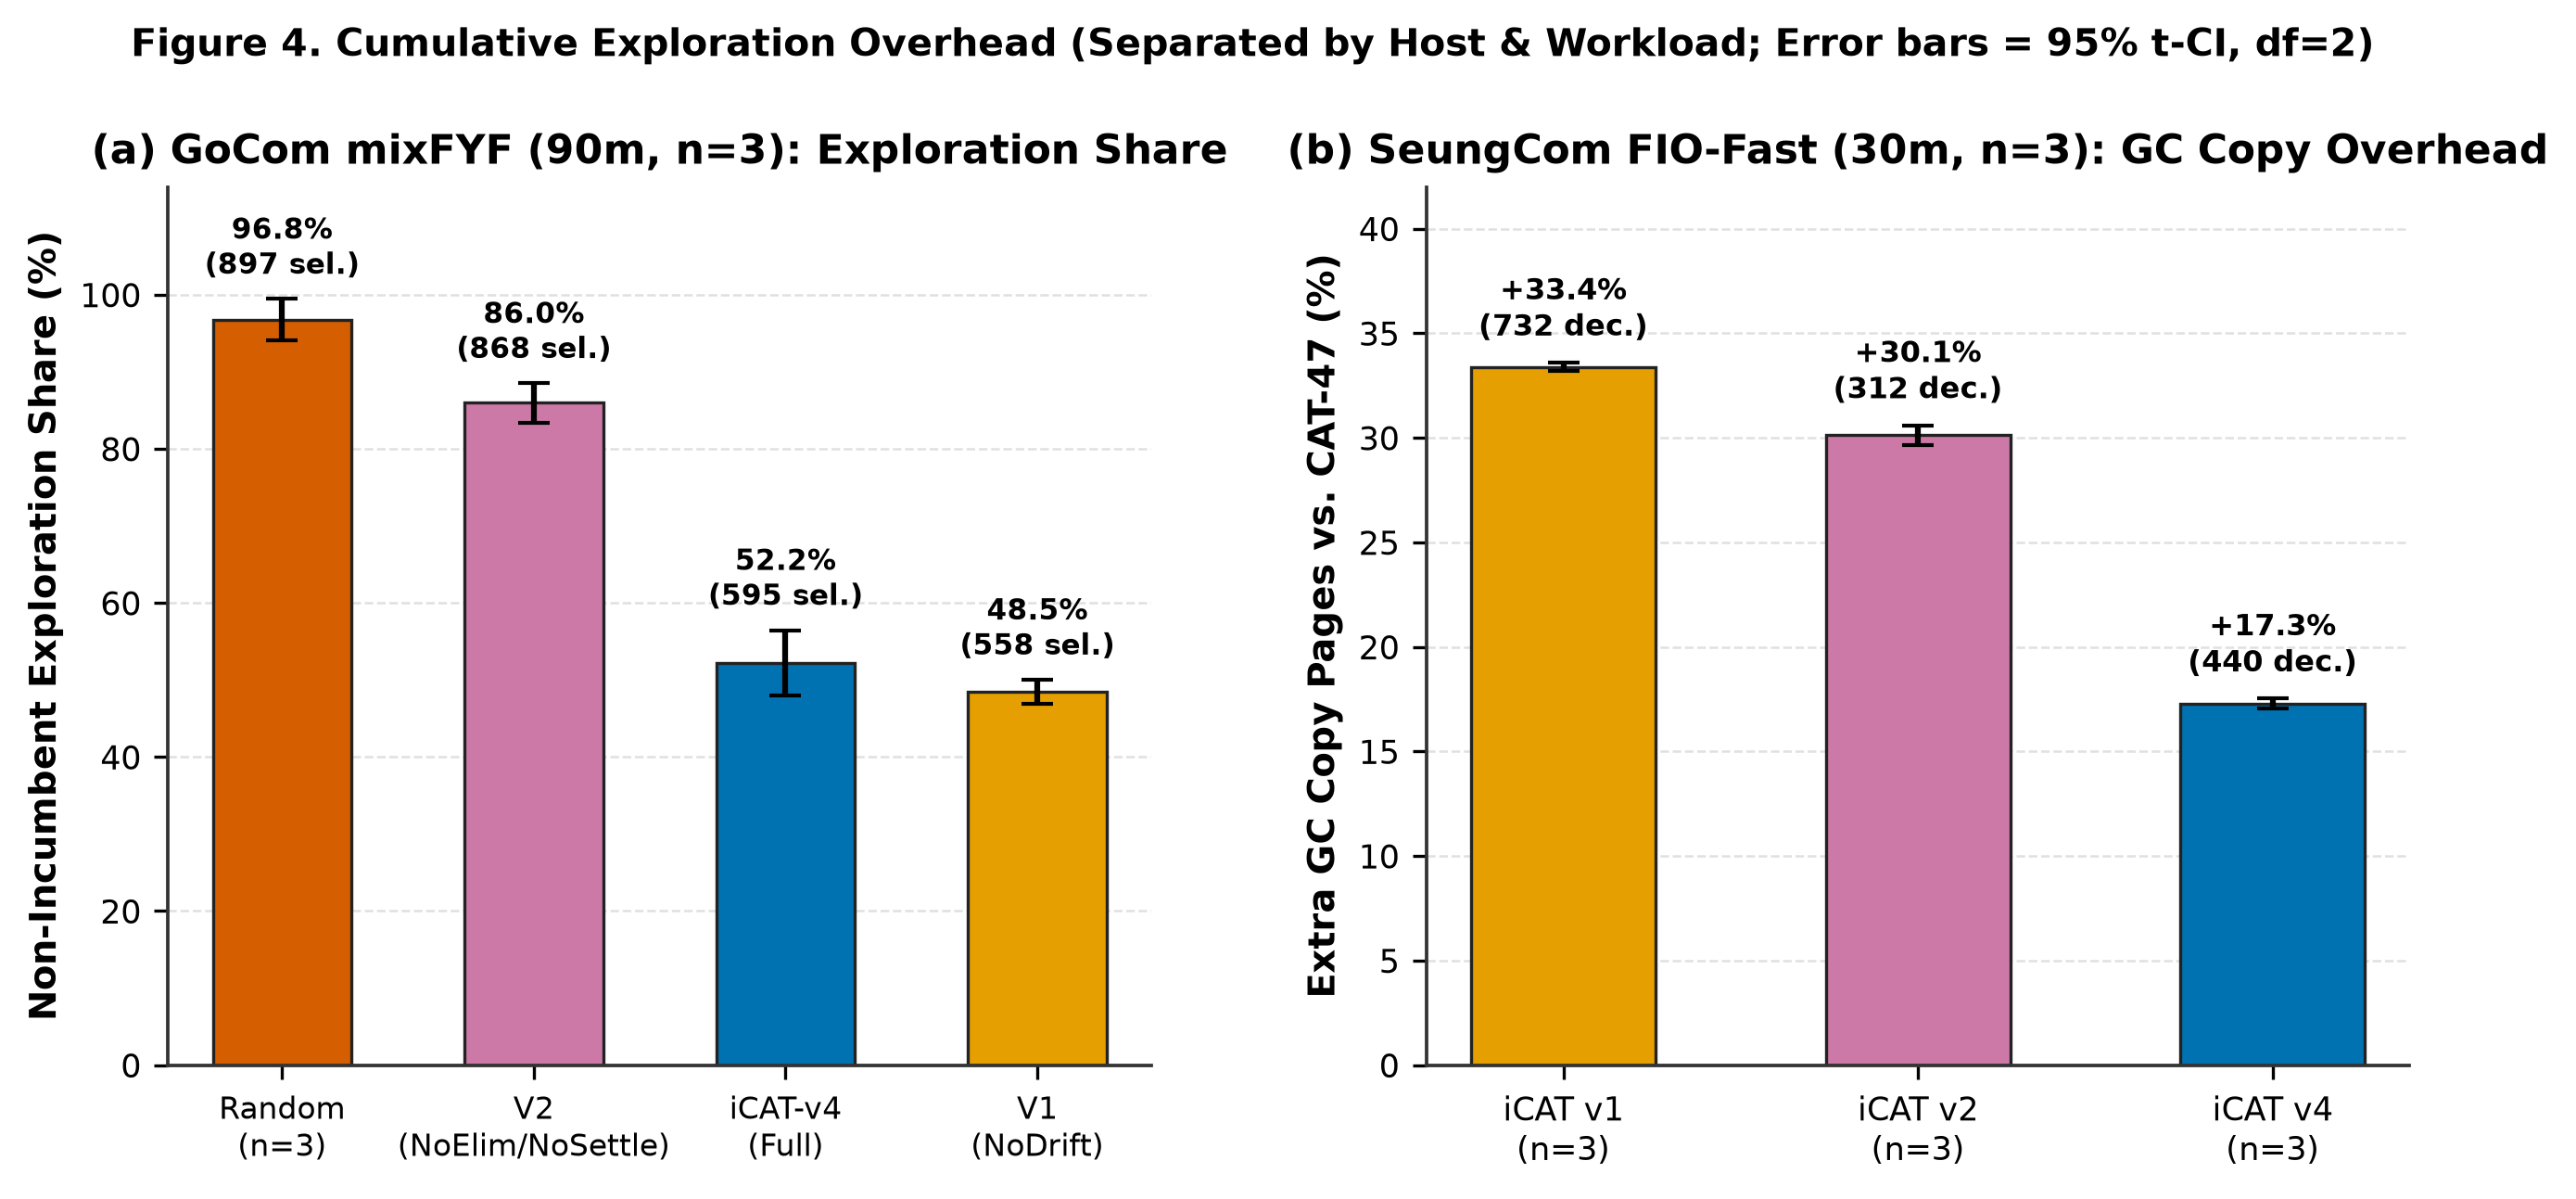 Figure 4. Cumulative Exploration Overhead (Separated by Host & Workload; Error bars = 95% t-CI, df=2)
(a) GoCom mixFYF (90m, n=3): Exploration Share
Non-Incumbent Exploration Share (%)
100
80
60
40
20
0
96.8%
(897 sel.)
86.0%
(868 sel.)
52.2%
(595 sel.)
48.5%
(558 sel.)
Random
(n=3)
V2
(NoElim/NoSettle)
iCAT-v4
(Full)
V1
(NoDrift)
(b) SeungCom FIO-Fast (30m, n=3): GC Copy Overhead
Extra GC Copy Pages vs. CAT-47 (%)
40
35
30
25
20
15
10
5
0
+33.4%
(732 dec.)
+30.1%
(312 dec.)
+17.3%
(440 dec.)
iCAT v1
(n=3)
iCAT v2
(n=3)
iCAT v4
(n=3)